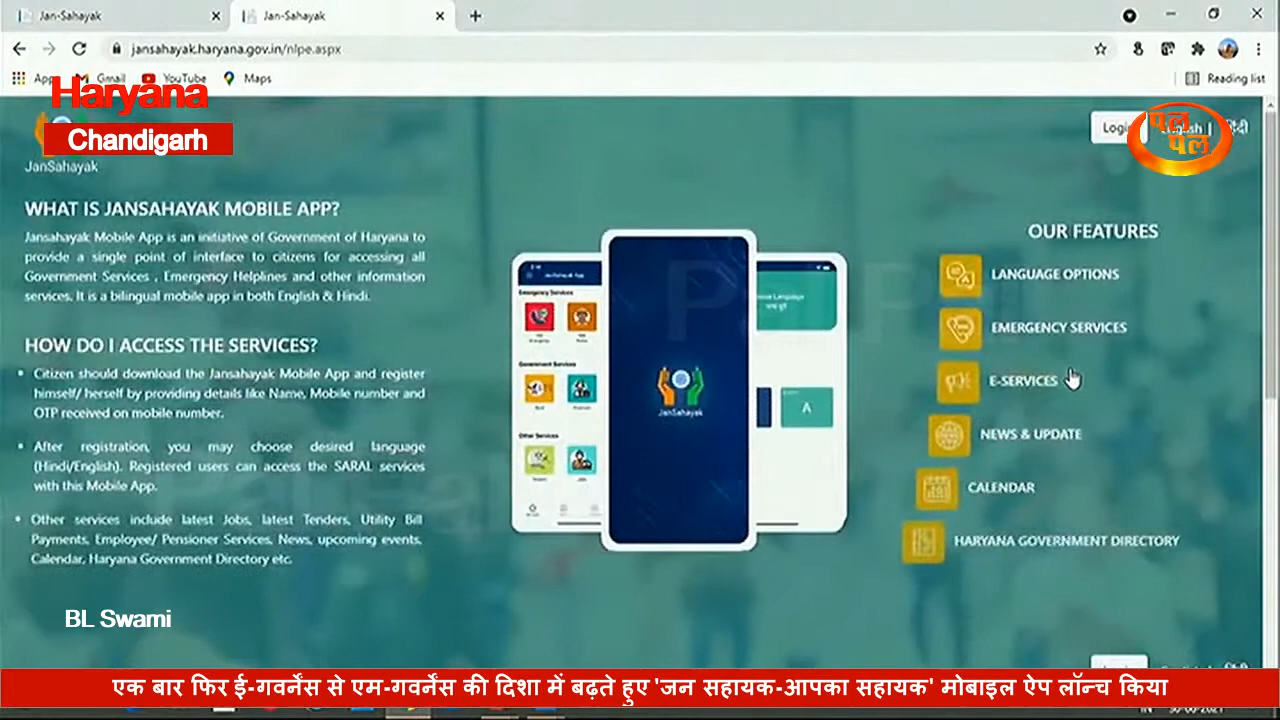 Jan-Sahayak
Jan-Sahayak
jansahayak.haryana.gov.in/nlpe.aspx
Gmail
YouTube
Maps
Reading list
Haryana
Chandigarh
JanSahayak
English |
हिंदी
पल
पल
WHAT IS JANSAHAYAK MOBILE APP?
Jansahayak Mobile App is an initiative of Government of Haryana to
provide a single point of interface to citizens for accessing all
Government Services , Emergency Helplines and other information
services. It is a bilingual mobile app in both English & Hindi.
HOW DO I ACCESS THE SERVICES?
Citizen should download the Jansahayak Mobile App and register
himself/ herself by providing details like Name, Mobile number and
OTP received on mobile number.
After registration, you may choose desired language
(Hindi/English). Registered users can access the SARAL services
with this Mobile App.
Other services include latest Jobs, latest Tenders, Utility Bill
Payments, Employee/ Pensioner Services, News, upcoming events,
Calendar, Haryana Government Directory etc.
Emergency Services
Government Services
Other Services
JanSahayak
A
OUR FEATURES
LANGUAGE OPTIONS
EMERGENCY SERVICES
E-SERVICES
NEWS & UPDATE
CALENDAR
HARYANA GOVERNMENT DIRECTORY
BL Swami
एक बार फिर ई-गवर्नेंस से एम-गवर्नेंस की दिशा में बढ़ते हुए 'जन सहायक-आपका सहायक' मोबाइल ऐप लॉन्च किया